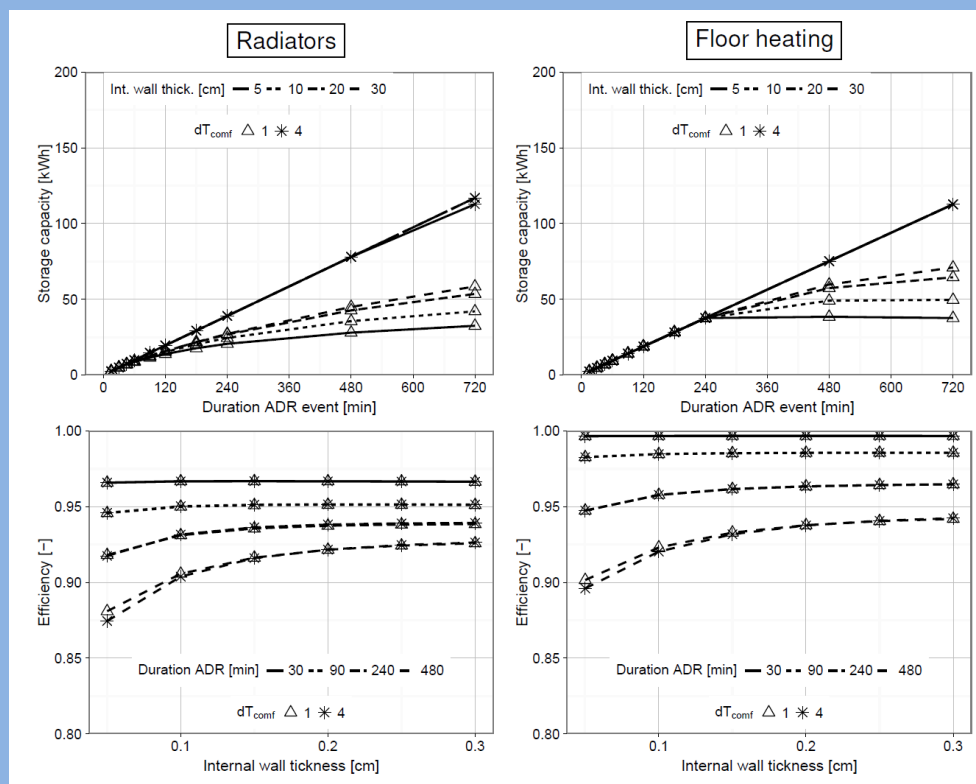 Radiators
Floor heating
200
150
100
50
0
Storage capacity [kWh]
Int. wall thick. [cm] 5 10 20 30
dTcomf 1 4
0 120 240 360 480 600 720
Duration ADR event [min]
200
150
100
50
0
Storage capacity [kWh]
Int. wall thick. [cm] 5 10 20 30
dTcomf 1 4
0 120 240 360 480 600 720
Duration ADR event [min]
1.00
0.95
0.90
0.85
0.80
Efficiency [–]
Duration ADR [min] 30 90 240 480
dTcomf 1 4
0.1 0.2 0.3
Internal wall tickness [cm]
1.00
0.95
0.90
0.85
0.80
Efficiency [–]
Duration ADR [min] 30 90 240 480
dTcomf 1 4
0.1 0.2 0.3
Internal wall tickness [cm]